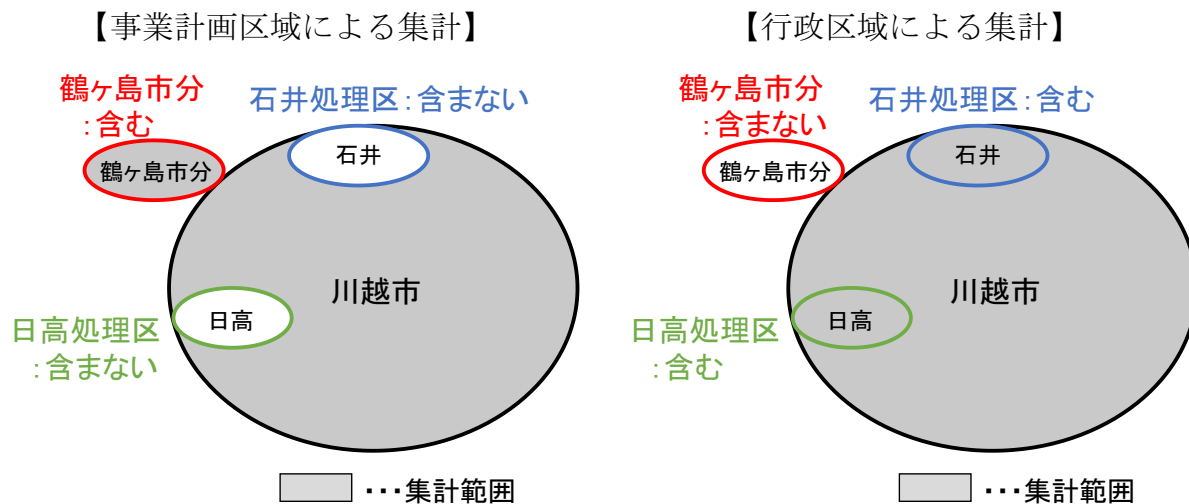 【事業計画区域による集計】
鶴ヶ島市分
：含む
石井処理区：含まない
鶴ヶ島市分
石井
川越市
日高
日高処理区
：含まない
・・・集計範囲
【行政区域による集計】
鶴ヶ島市分
：含まない
石井処理区：含む
鶴ヶ島市分
石井
川越市
日高
日高処理区
：含む
・・・集計範囲